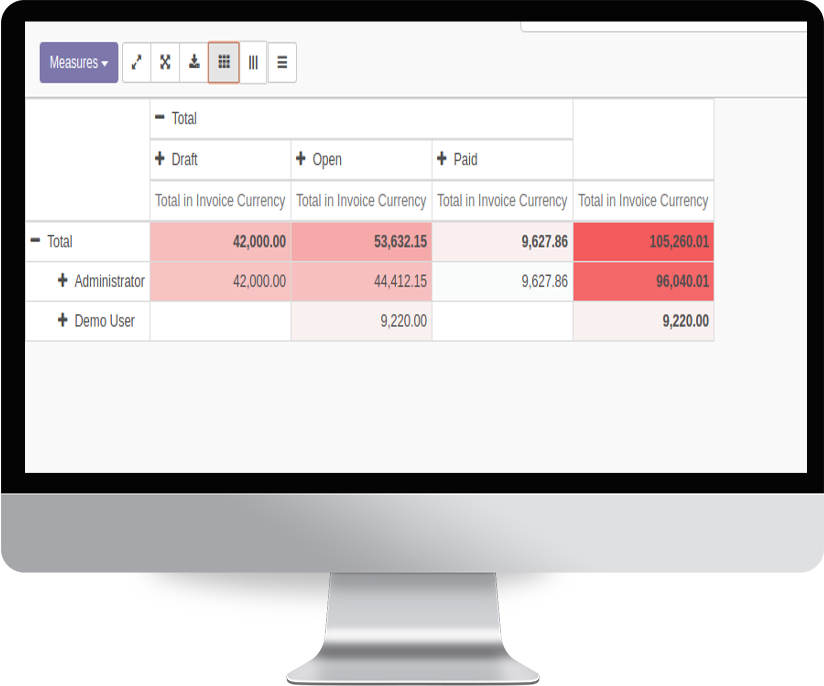 Measures
Total
Draft Open Paid
Total in Invoice Currency Total in Invoice Currency Total in Invoice Currency Total in Invoice Currency
Total 42,000.00 53,632.15 9,627.86 105,260.01
Administrator 42,000.00 44,412.15 9,627.86 96,040.01
Demo User 9,220.00 9,220.00